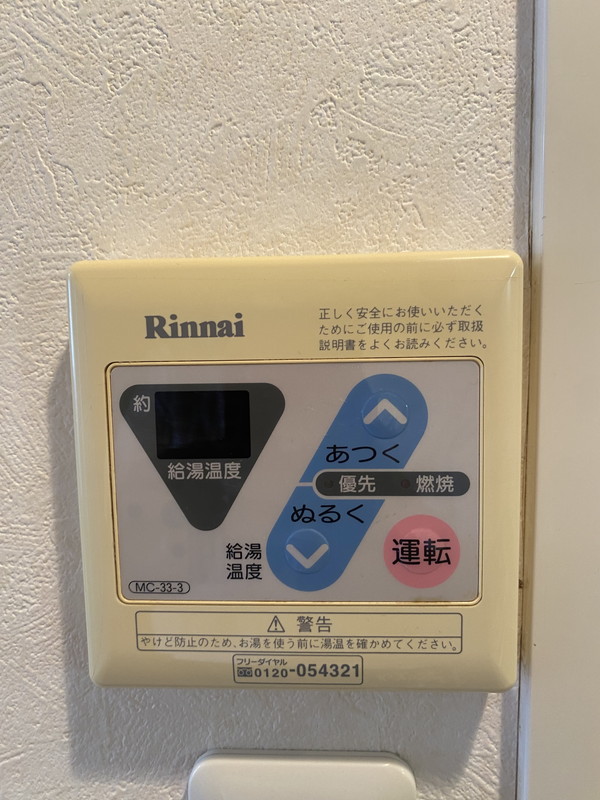 Rinnai
正しく安全にお使いいただく
ためにご使用の前に必ず取扱
説明書をよくお読みください。
約
給湯温度
あつく
優先 燃焼
ぬるく
給湯
温度
運転
MC-33-3
⚠ 警告
やけど防止のため、お湯を使う前に湯温を確かめてください。
フリーダイヤル
0120-054321